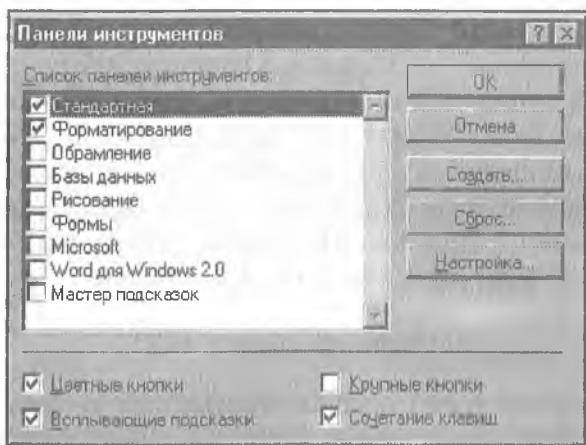 Панели инструментов
Список панелей инструментов:
Стандартная
Форматирование
Обрамление
Базы данных
Рисование
Формы
Microsoft
Word для Windows 2.0
Мастер подсказок
OK
Отмена
Создать...
Сброс...
Настройка...
Цветные кнопки
Крупные кнопки
Всплывающие подсказки
Сочетание клавиш